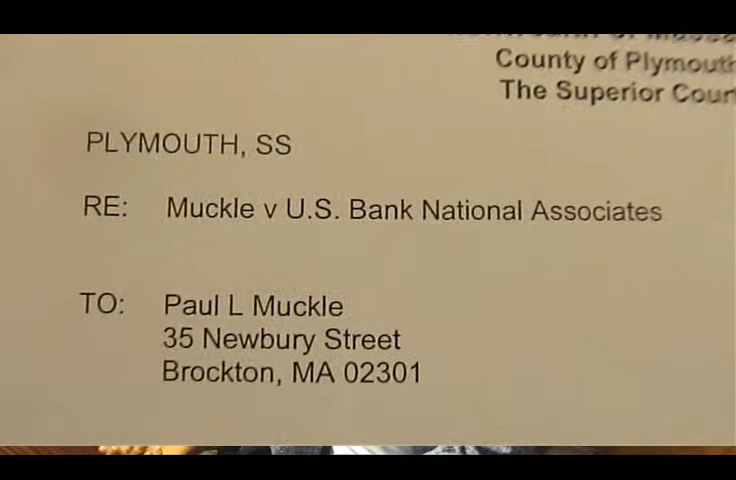 County of Plymouth
The Superior Court
PLYMOUTH, SS
RE: Muckle v U.S. Bank National Associates
TO: Paul L Muckle
35 Newbury Street
Brockton, MA 02301